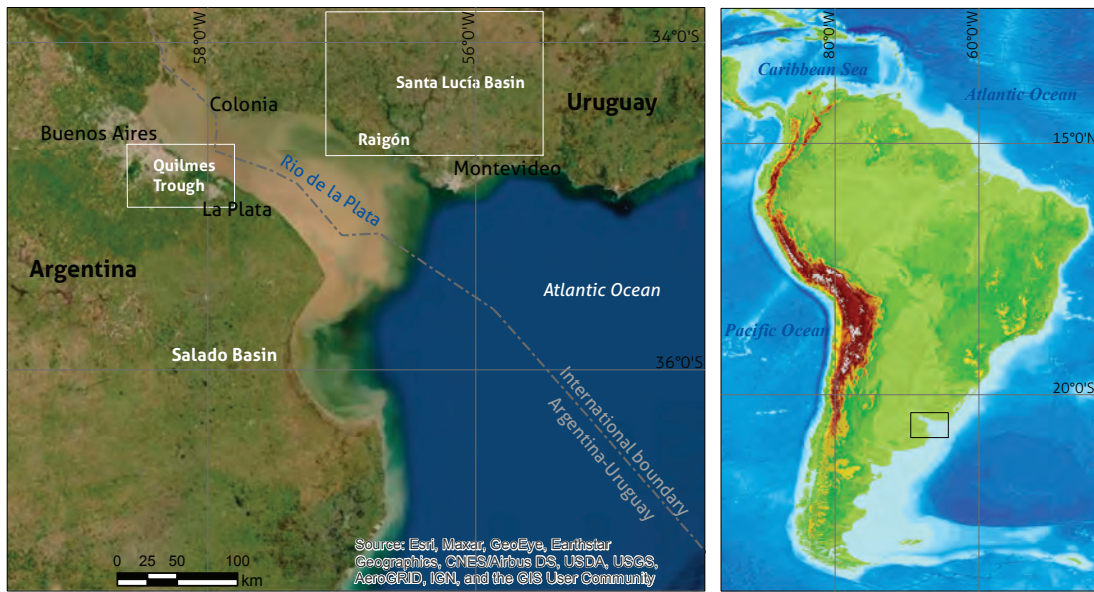 58°0'W
56°0'W
34°0'S
Santa Lucía Basin
Uruguay
Colonia
Buenos Aires
Raigón
Quilmes
Trough
Montevideo
Rio de la Plata
La Plata
Argentina
Atlantic Ocean
Salado Basin
36°0'S
International boundary
Argentina-Uruguay
0 25 50 100
km
Source: Esri, Maxar, GeoEye, Earthstar
Geographics, CNES/Airbus DS, USDA, USGS,
AeroGRID, IGN, and the GIS User Community
80°0'W
60°0'W
Caribbean Sea
Atlantic Ocean
15°0'N
Pacific Ocean
20°0'S